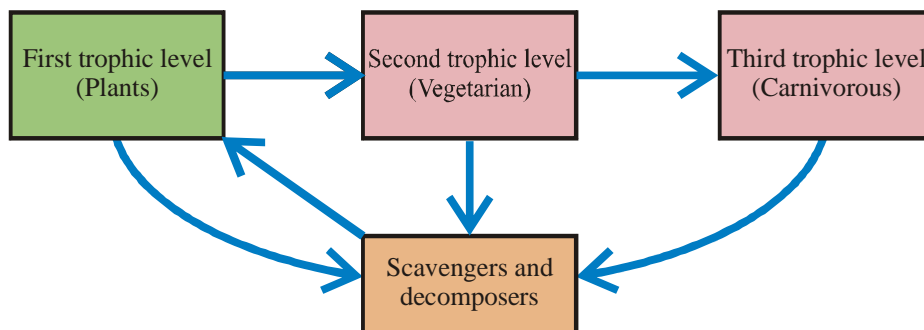 First trophic level
(Plants)
Second trophic level
(Vegetarian)
Third trophic level
(Carnivorous)
Scavengers and
decomposers